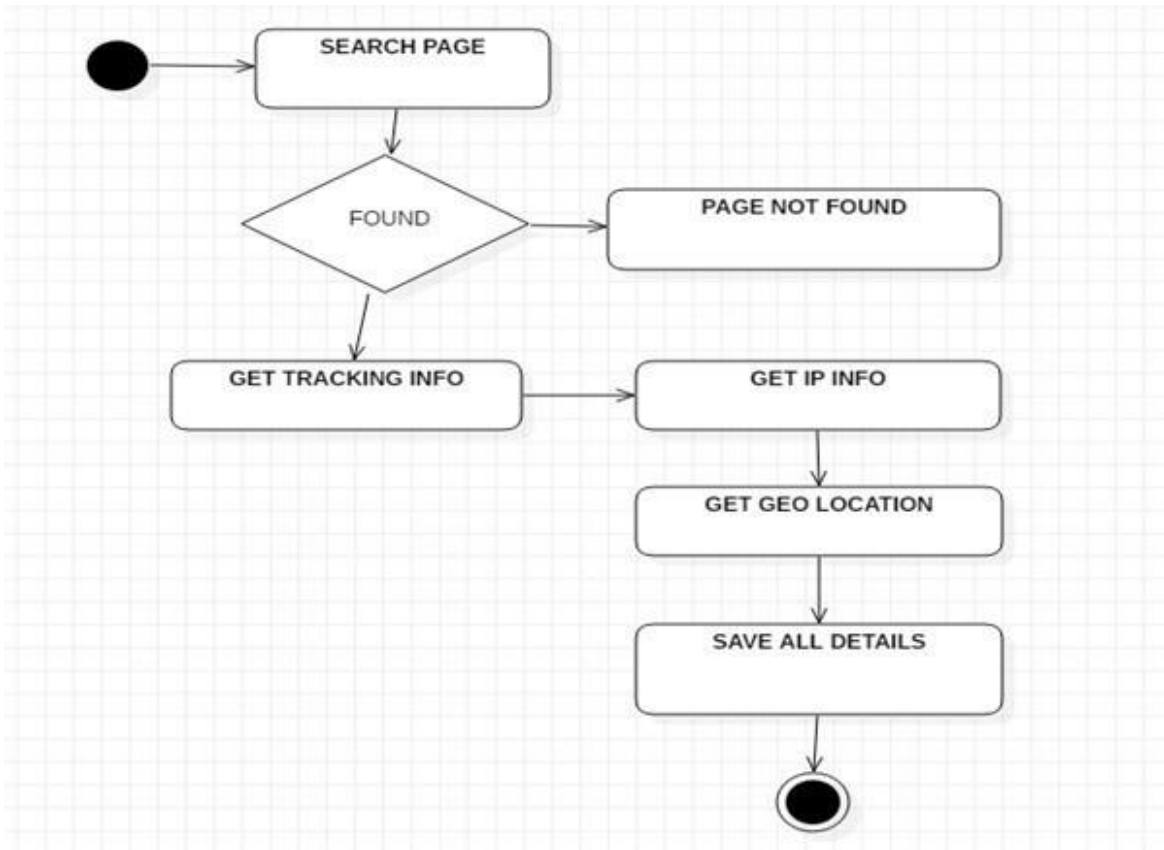 SEARCH PAGE
FOUND
PAGE NOT FOUND
GET TRACKING INFO
GET IP INFO
GET GEO LOCATION
SAVE ALL DETAILS